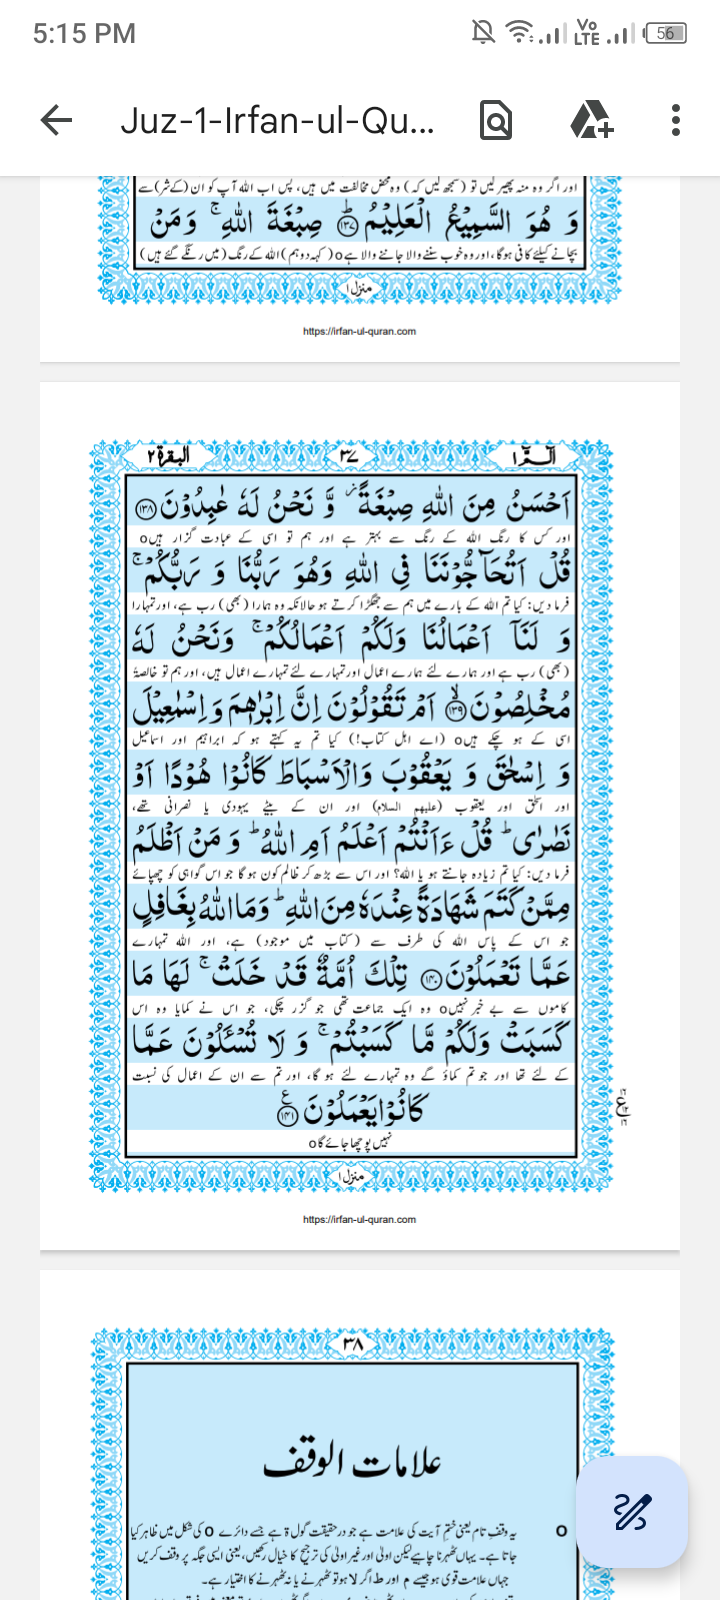 5:15 PM
Vo LTE
56
Juz-1-Irfan-ul-Qu...
اور اگر وہ منہ پھیر لیں تو (سمجھ لیں کہ) وہ محض مخالفت میں ہیں، پس اب اللہ آپ کو ان (کے شر) سے
وَ هُوَ السَّمِيْعُ الْعَلِيْمُ ؕ﴿۱۳۷﴾ صِبْغَةَ اللّٰهِ ۚ وَ مَنْ
بچانے کیلئے کافی ہوگا، اور وہ خوب سننے والا جاننے والا ہے o (کہہ دو ہم) اللہ کے رنگ (میں رنگے گئے ہیں)
منزل ۱
https://irfan-ul-quran.com
الٓـمّٓ ۱ ۳۷ البقرة ۲
اَحْسَنُ مِنَ اللّٰهِ صِبْغَةً ؗ وَّ نَحْنُ لَهٗ عٰبِدُوْنَ ﴿۱۳۸﴾
اور کس کا رنگ اللہ کے رنگ سے بہتر ہے اور ہم تو اسی کے عبادت گزار ہیں o
قُلْ اَتُحَآجُّوْنَنَا فِی اللّٰهِ وَهُوَ رَبُّنَا وَ رَبُّكُمْ ۚ
فرما دیں: کیا تم اللہ کے بارے میں ہم سے جھگڑا کرتے ہو حالانکہ وہ ہمارا (بھی) رب ہے، اور تمہارا
وَ لَنَاۤ اَعْمَالُنَا وَلَكُمْ اَعْمَالُكُمْ ۚ وَنَحْنُ لَهٗ
(بھی) رب ہے اور ہمارے لئے ہمارے اعمال اور تمہارے لئے تمہارے اعمال ہیں، اور ہم تو خالصۃً
مُخْلِصُوْنَ ۙ﴿۱۳۹﴾ اَمْ تَقُوْلُوْنَ اِنَّ اِبْرٰهٖمَ وَ اِسْمٰعِيْلَ
اسی کے ہو چکے ہیں o (اے اہلِ کتاب!) کیا تم یہ کہتے ہو کہ ابراہیم اور اسماعیل
وَ اِسْحٰقَ وَ يَعْقُوْبَ وَالْاَسْبَاطَ كَانُوْا هُوْدًا اَوْ
اور اسحٰق اور یعقوب (علیھم السلام) اور ان کے بیٹے یہودی یا نصرانی تھے،
نَصٰرٰی ؕ قُلْ ءَاَنْتُمْ اَعْلَمُ اَمِ اللّٰهُ ؕ وَ مَنْ اَظْلَمُ
فرما دیں: کیا تم زیادہ جانتے ہو یا اللہ؟ اور اس سے بڑھ کر ظالم کون ہوگا جو اس گواہی کو چھپائے
مِمَّنْ كَتَمَ شَهَادَةً عِنْدَهٗ مِنَ اللّٰهِ ؕ وَمَا اللّٰهُ بِغَافِلٍ
جو اس کے پاس اللہ کی طرف سے (کتاب میں موجود) ہے، اور اللہ تمہارے
عَمَّا تَعْمَلُوْنَ ﴿۱۴۰﴾ تِلْكَ اُمَّةٌ قَدْ خَلَتْ ۚ لَهَا مَا
کاموں سے بے خبر نہیں o وہ ایک جماعت تھی جو گزر چکی، جو اس نے کمایا وہ اس
كَسَبَتْ وَلَكُمْ مَّا كَسَبْتُمْ ۚ وَ لَا تُسْـَٔلُوْنَ عَمَّا
کے لئے تھا اور جو تم کماؤ گے وہ تمہارے لئے ہوگا، اور تم سے ان کے اعمال کی نسبت
كَانُوْا يَعْمَلُوْنَ ﴿۱۴۱﴾ ع
نہیں پوچھا جائے گا o
منزل ۱
https://irfan-ul-quran.com
۳۸
علامات الوقف
o یہ وقفِ تام یعنی ختمِ آیت کی علامت ہے جو در حقیقت گول ۃ ہے جسے دائرے o کی شکل میں ظاہر کیا
جاتا ہے۔ یہاں ٹھہرنا چاہیے لیکن اولیٰ اور غیر اولیٰ کی ترجیح کا خیال رکھیں، یعنی ایسی جگہ پر وقف کریں
جہاں علامت قوی ہو جیسے م اور ط اگر لا ہو تو ٹھہرنے یا نہ ٹھہرنے کا اختیار ہے۔